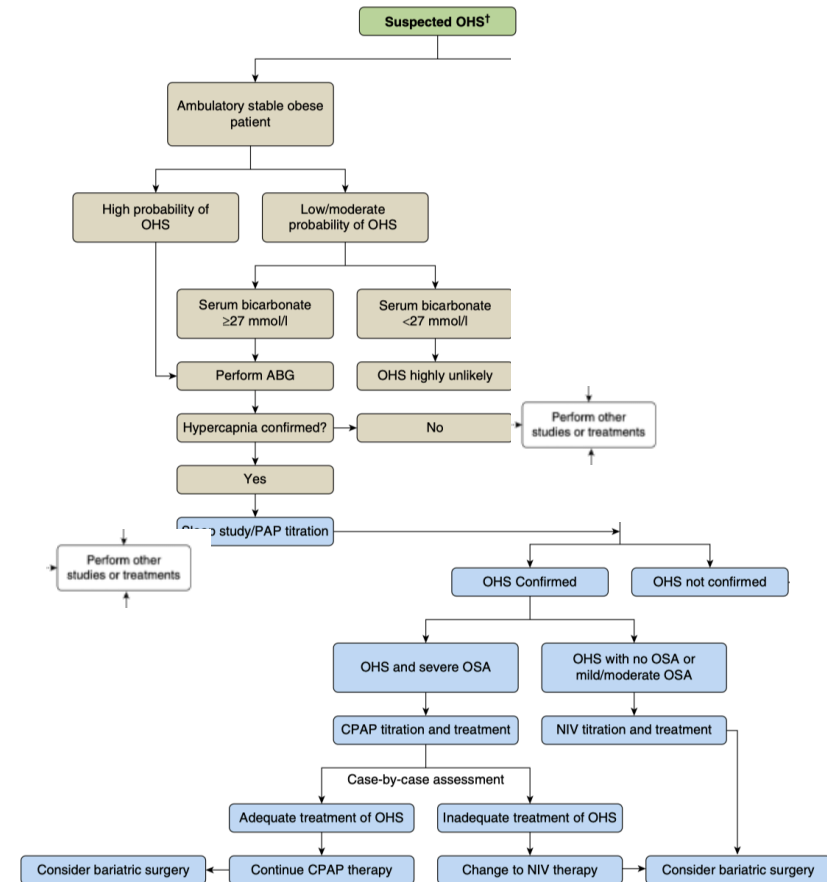 Suspected OHS†
Ambulatory stable obese
patient
High probability of
OHS
Low/moderate
probability of OHS
Serum bicarbonate
≥27 mmol/l
Serum bicarbonate
<27 mmol/l
Perform ABG
OHS highly unlikely
Hypercapnia confirmed?
No
Perform other
studies or treatments
Yes
study/PAP titration
Perform other
studies or treatments
OHS Confirmed
OHS not confirmed
OHS and severe OSA
OHS with no OSA or
mild/moderate OSA
CPAP titration and treatment
NIV titration and treatment
Case-by-case assessment
Adequate treatment of OHS
Inadequate treatment of OHS
Consider bariatric surgery
Continue CPAP therapy
Change to NIV therapy
Consider bariatric surgery